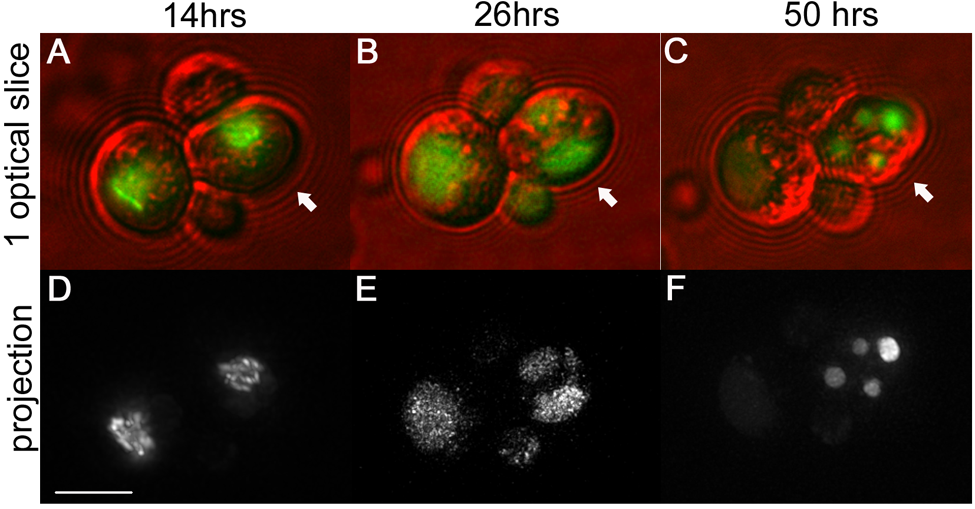 14hrs
26hrs
50 hrs
1 optical slice
A
B
C
projection
D
E
F